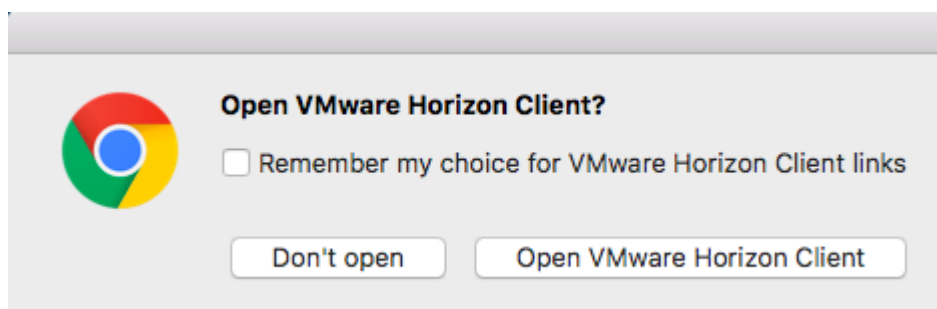 Open VMware Horizon Client?
Remember my choice for VMware Horizon Client links
Don't open
Open VMware Horizon Client